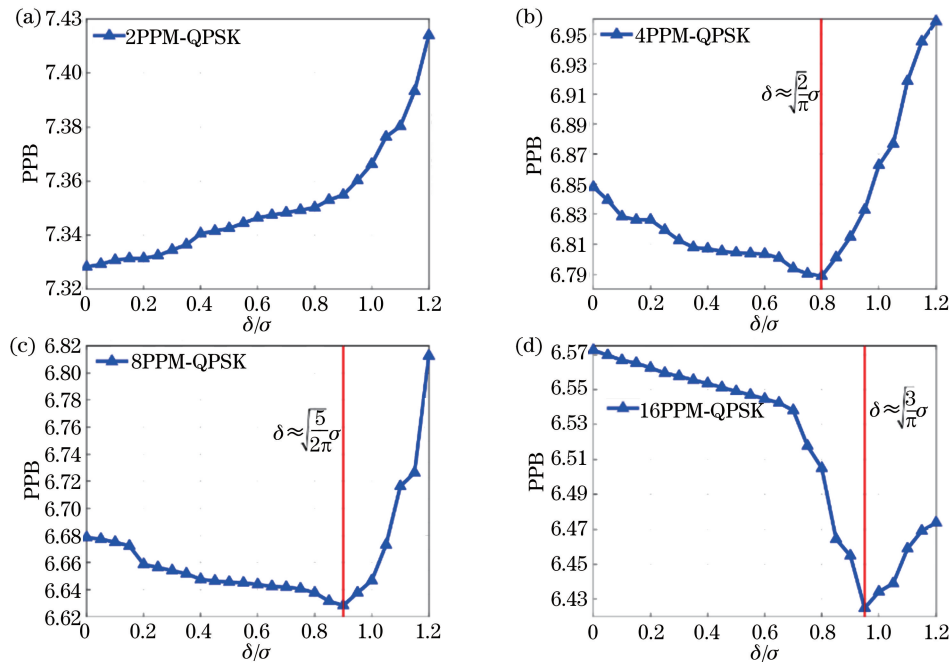 (a)
7.43
7.40
7.38
7.36
7.34
7.32
PPB
2PPM-QPSK
0 0.2 0.4 0.6 0.8 1.0 1.2
δ/σ
(b)
6.95
6.93
6.91
6.89
6.87
6.85
6.83
6.81
6.79
PPB
4PPM-QPSK
δ≈√(2/π)σ
0 0.2 0.4 0.6 0.8 1.0 1.2
δ/σ
(c)
6.82
6.80
6.78
6.76
6.74
6.72
6.70
6.68
6.66
6.64
6.62
PPB
8PPM-QPSK
δ≈√(5/2π)σ
0 0.2 0.4 0.6 0.8 1.0 1.2
δ/σ
(d)
6.57
6.55
6.53
6.51
6.49
6.47
6.45
6.43
PPB
16PPM-QPSK
δ≈√(3/π)σ
0 0.2 0.4 0.6 0.8 1.0 1.2
δ/σ